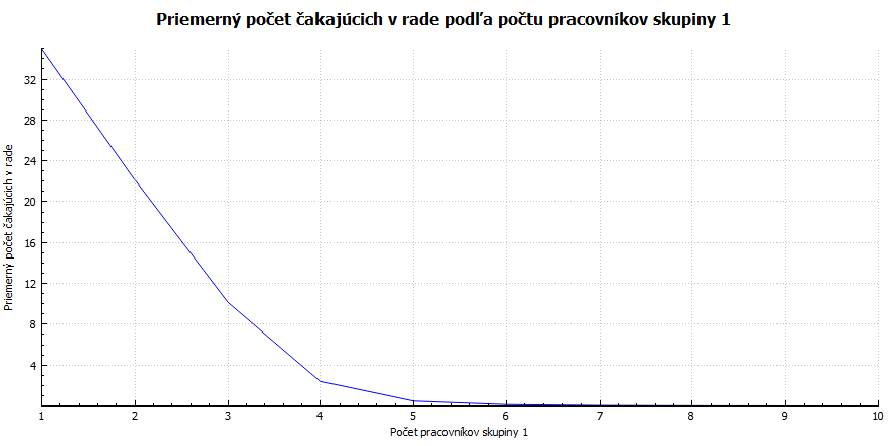 Priemerný počet čakajúcich v rade podľa počtu pracovníkov skupiny 1
Priemerný počet čakajúcich v rade
32
28
24
20
16
12
8
4
1 2 3 4 5 6 7 8 9 10
Počet pracovníkov skupiny 1